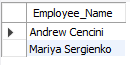 Employee_Name
Andrew Cencini
Mariya Sergienko